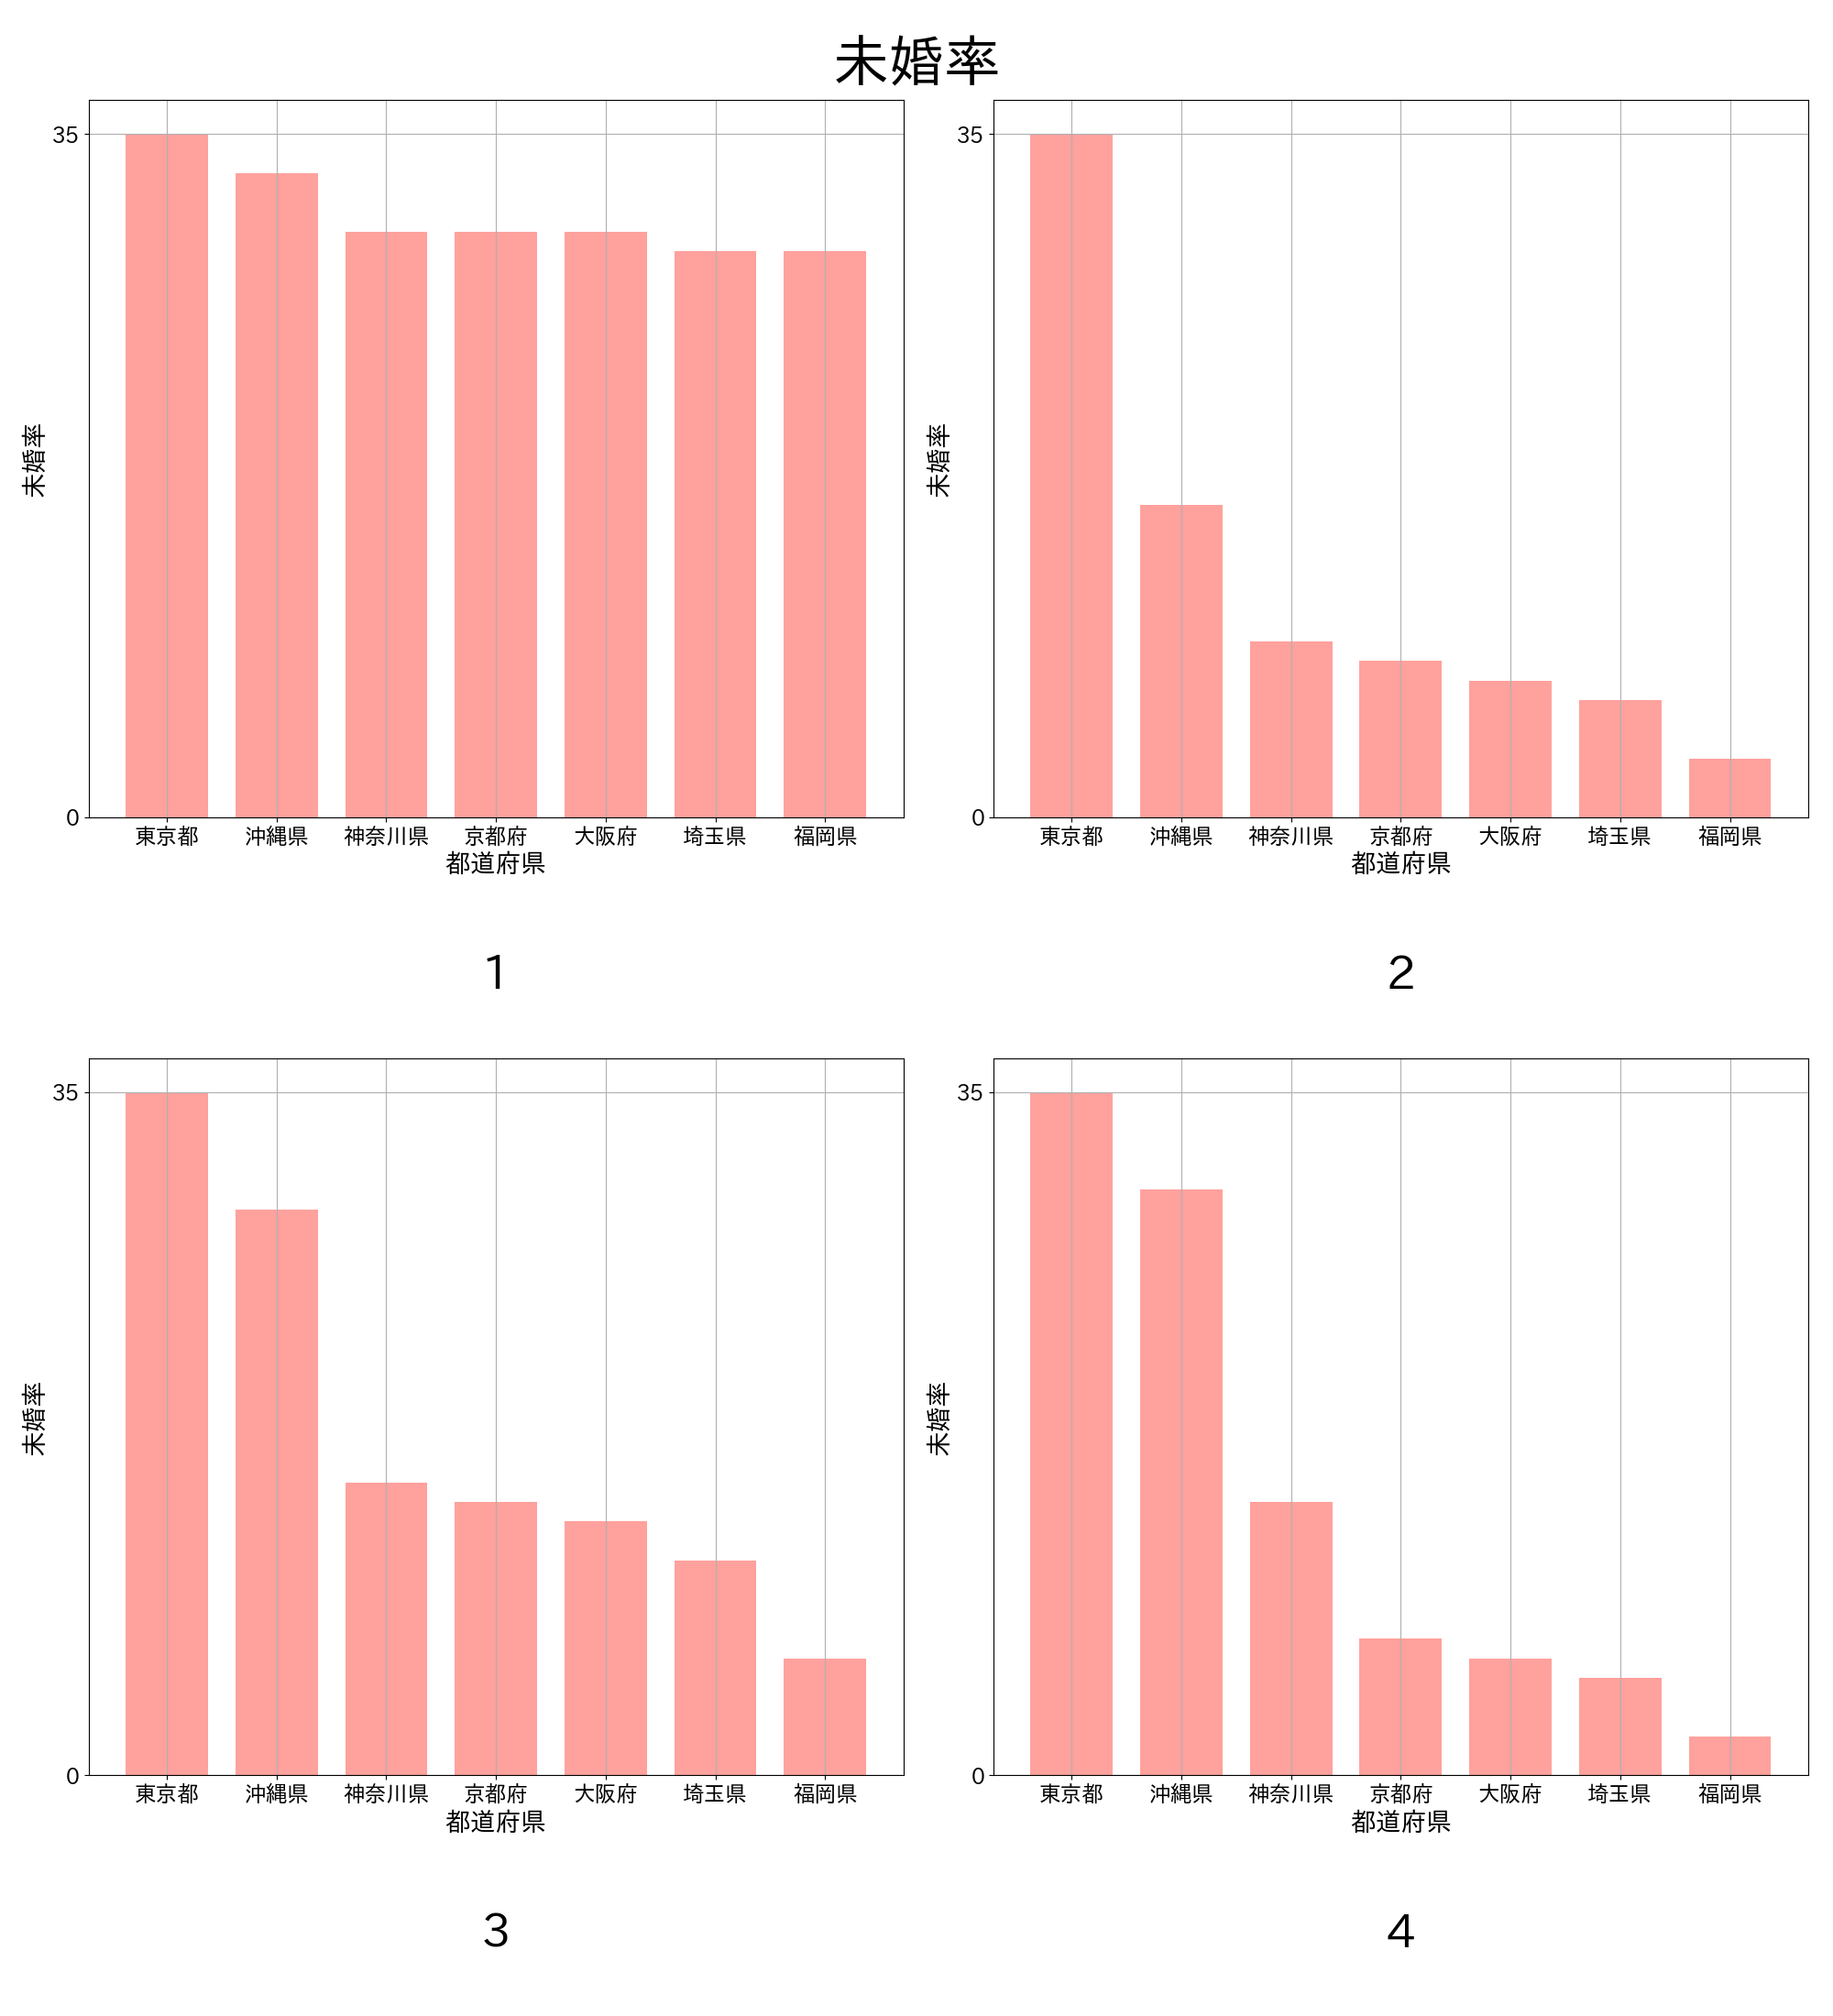 未婚率
35
0
未婚率
東京都 沖縄県 神奈川県 京都府 大阪府 埼玉県 福岡県
都道府県
1
35
0
未婚率
東京都 沖縄県 神奈川県 京都府 大阪府 埼玉県 福岡県
都道府県
2
35
0
未婚率
東京都 沖縄県 神奈川県 京都府 大阪府 埼玉県 福岡県
都道府県
3
35
0
未婚率
東京都 沖縄県 神奈川県 京都府 大阪府 埼玉県 福岡県
都道府県
4